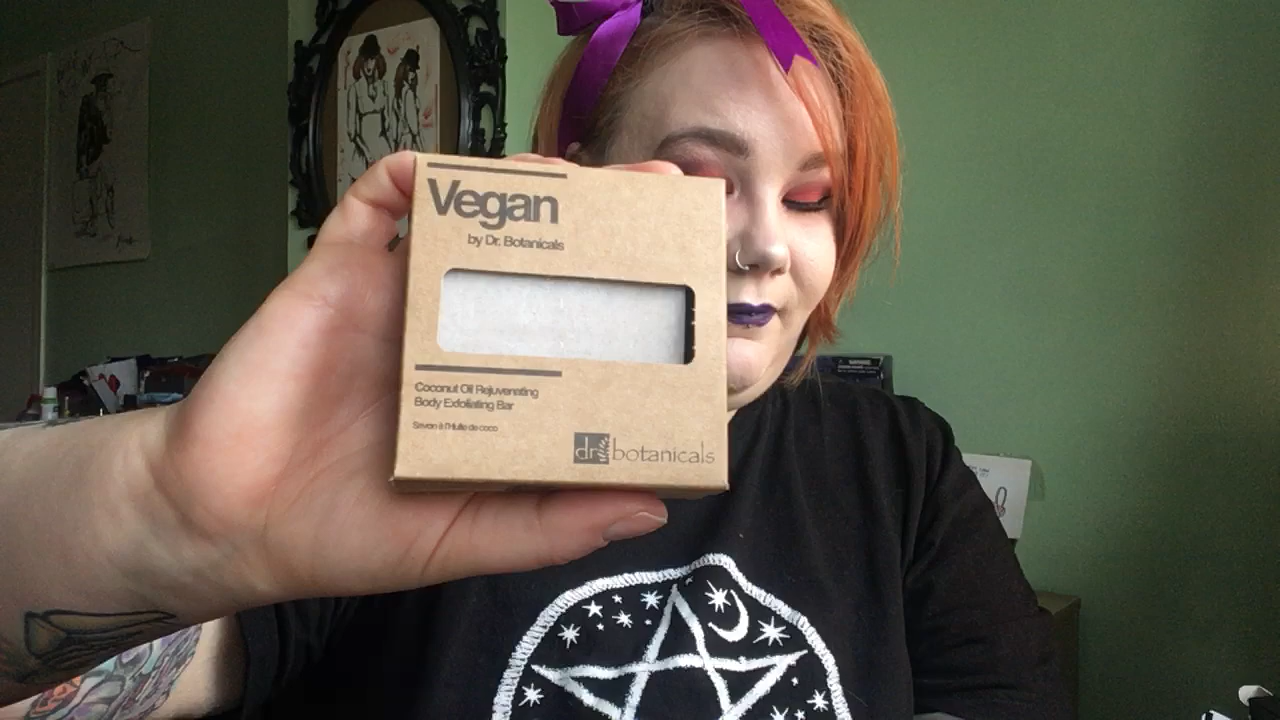 Vegan
by Dr. Botanicals
Coconut Oil Rejuvenating
Body Exfoliating Bar
Savon à l'Huile de coco
dr botanicals